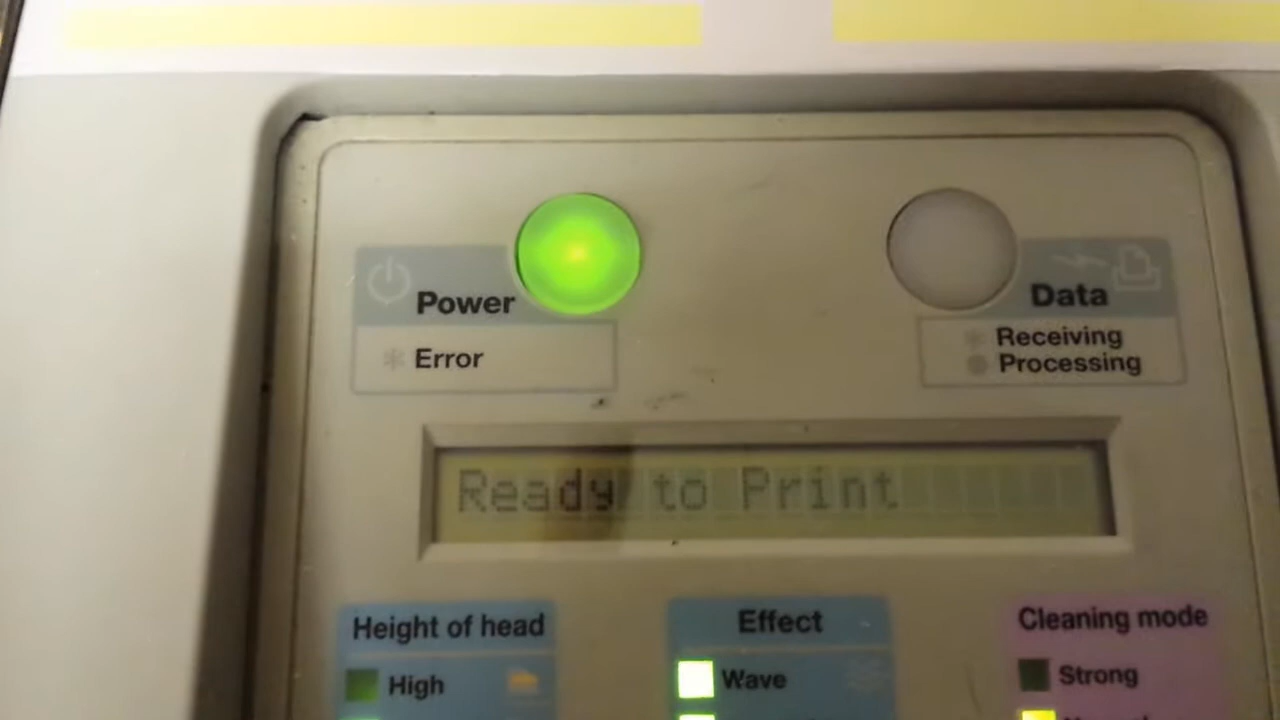 Power
Error
Data
Receiving
Processing
Ready to Print
Height of head
High
Effect
Wave
Cleaning mode
Strong